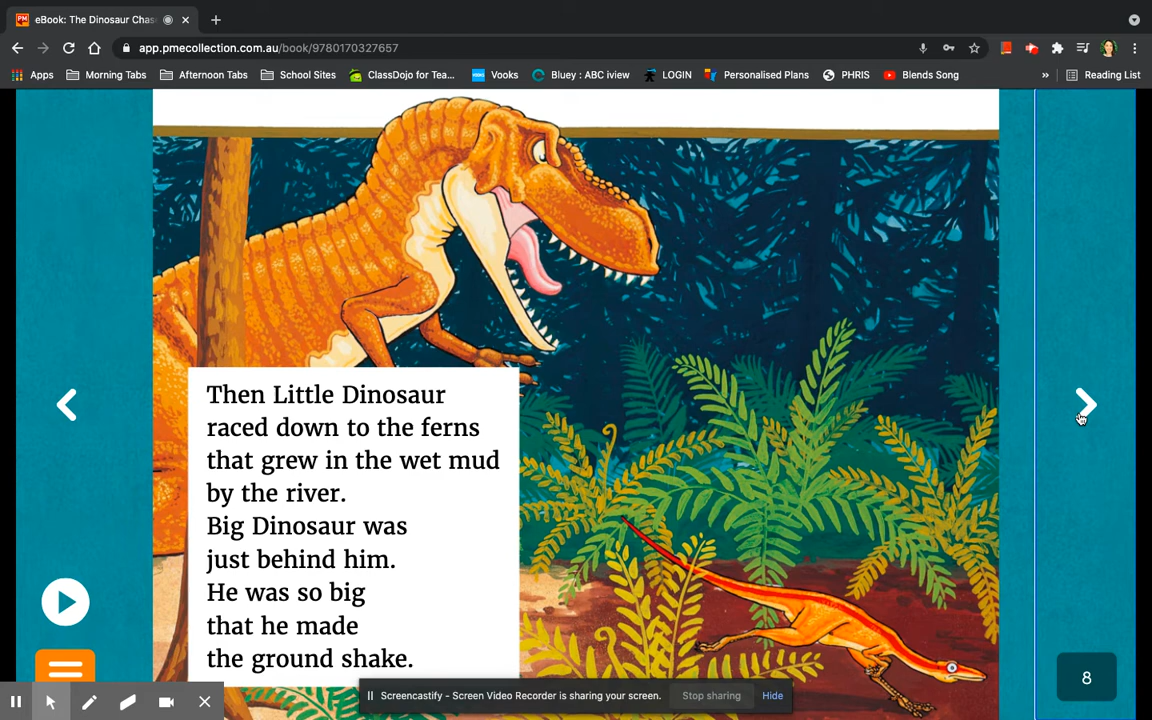 eBook: The Dinosaur Chas
app.pmecollection.com.au/book/9780170327657
Apps Morning Tabs Afternoon Tabs School Sites ClassDojo for Tea... Vooks Bluey : ABC iview LOGIN Personalised Plans PHRIS Blends Song » Reading List
Then Little Dinosaur
raced down to the ferns
that grew in the wet mud
by the river.
Big Dinosaur was
just behind him.
He was so big
that he made
the ground shake.
8
Screencastify - Screen Video Recorder is sharing your screen. Stop sharing Hide